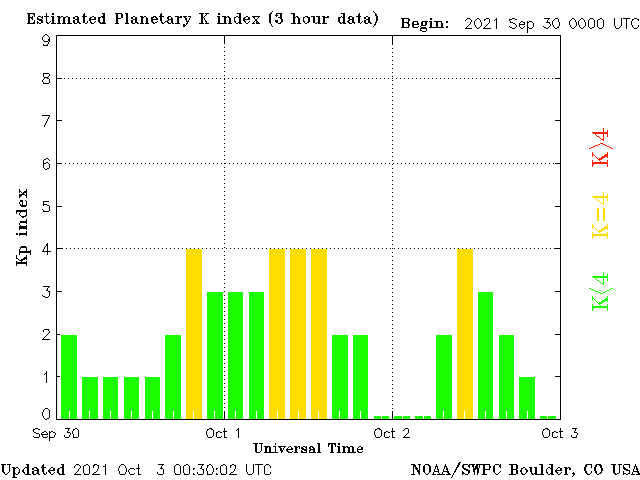 Estimated Planetary K index (3 hour data) Begin: 2021 Sep 30 0000 UTC
9
8
7
6
5
4
3
2
1
0
Kp index
K>4
K=4
K<4
Sep 30 Oct 1 Oct 2 Oct 3
Universal Time
Updated 2021 Oct 3 00:30:02 UTC NOAA/SWPC Boulder, CO USA